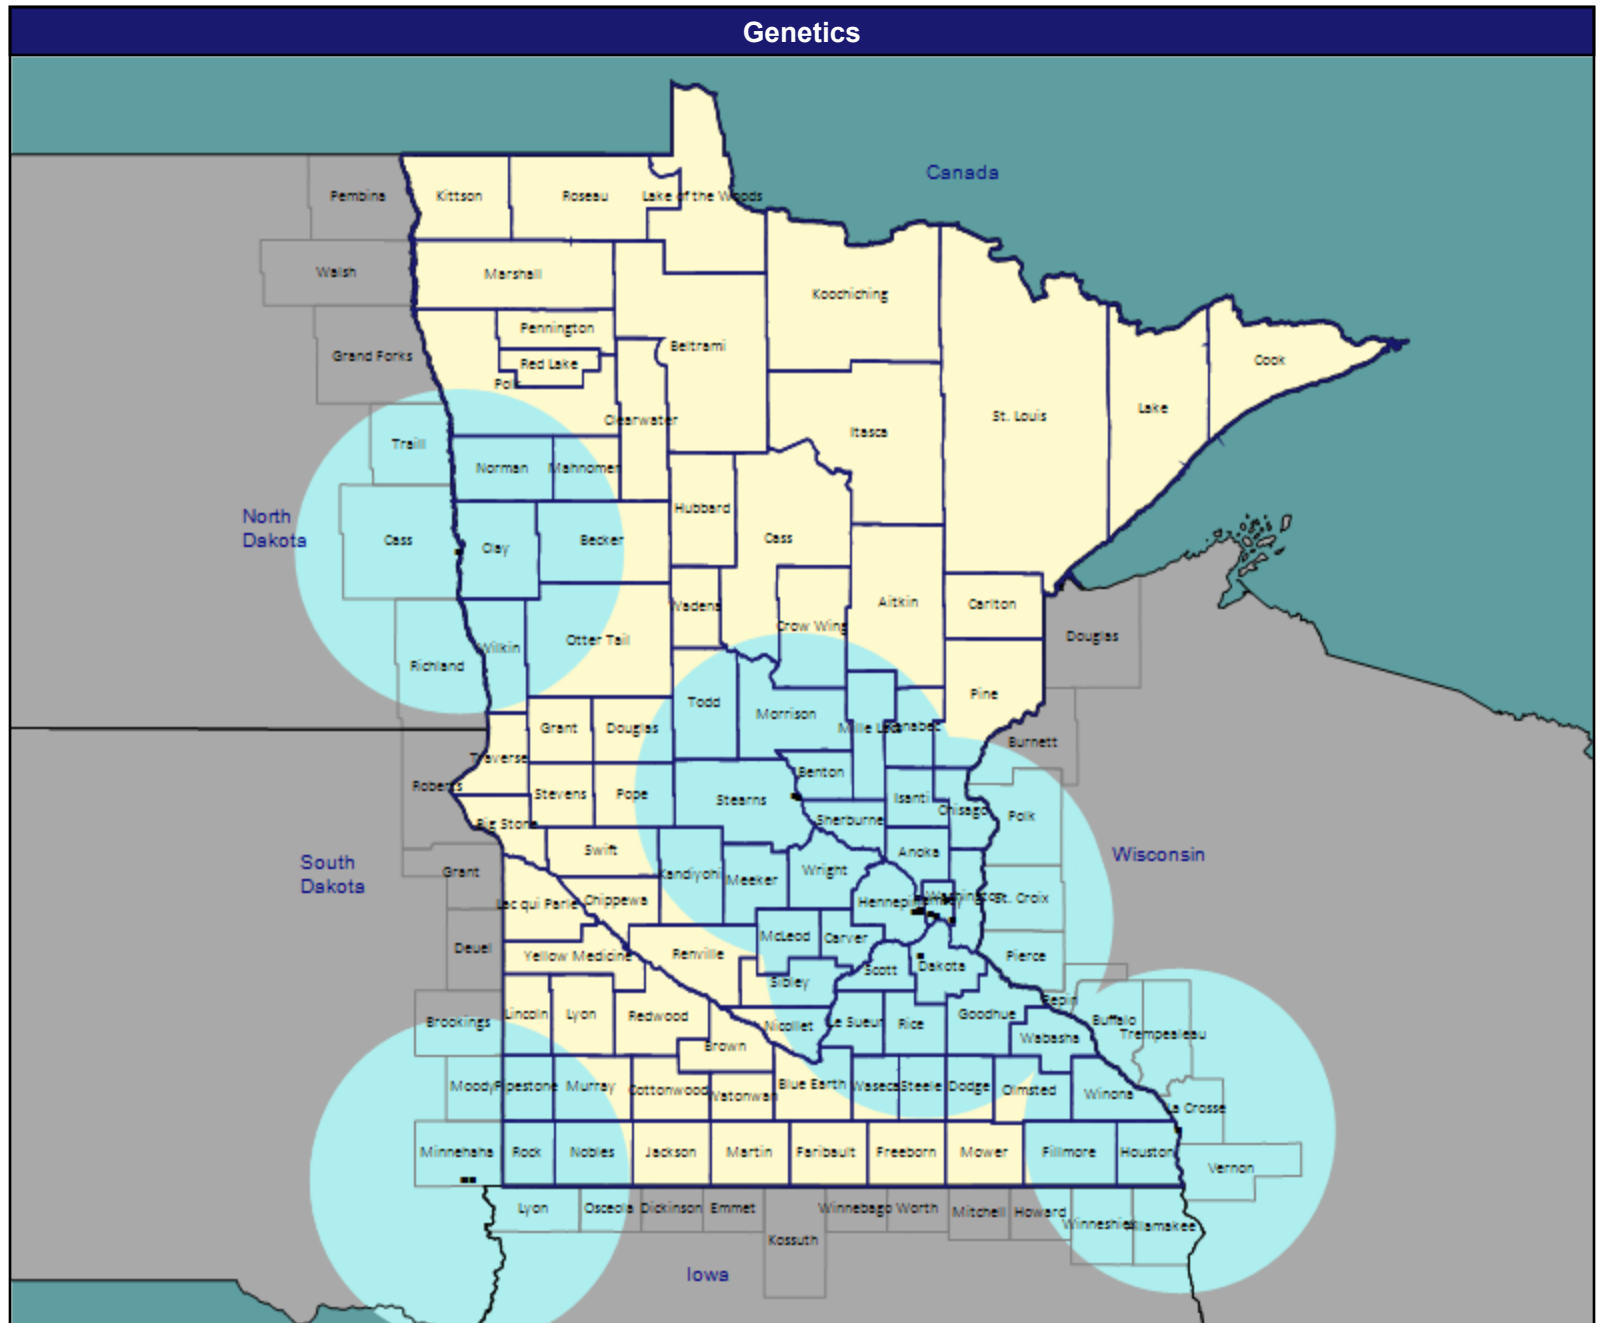 Genetics
Canada
Pembina
Kittson
Roseau
Lake of the Woods
Walsh
Marshall
Koochiching
Pennington
Grand Forks
Red Lake
Beltrami
Cook
Polk
Clearwater
St. Louis
Lake
Itasca
Traill
Norman
Mahnomen
North
Dakota
Hubbard
Cass
Clay
Becker
Cass
Aitkin
Carlton
Crow Wing
Otter Tail
Wilkin
Richland
Douglas
Pine
Todd
Morrison
Grant
Douglas
Mille Lacs
Kanabec
Burnett
Traverse
Benton
Roberts
Stevens
Pope
Stearns
Isanti
Chisago
Polk
Big Stone
Sherburne
Swift
Anoka
South
Dakota
Grant
Kandiyohi
Meeker
Wright
Wisconsin
Lac qui Parle
Chippewa
Hennepin
Washington
St. Croix
Deuel
Yellow Medicine
Renville
McLeod
Carver
Scott
Dakota
Pierce
Sibley
Pepin
Brookings
Lincoln
Lyon
Redwood
Nicollet
Le Sueur
Rice
Goodhue
Wabasha
Buffalo
Trempealeau
Brown
Moody
Pipestone
Murray
Cottonwood
Watonwan
Blue Earth
Waseca
Steele
Dodge
Olmsted
Winona
La Crosse
Minnehaha
Rock
Nobles
Jackson
Martin
Faribault
Freeborn
Mower
Fillmore
Houston
Vernon
Lyon
Osceola
Dickinson
Emmet
Kossuth
Winnebago
Worth
Mitchell
Howard
Winneshiek
Allamakee
Iowa